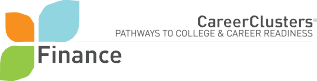 CareerClusters®
PATHWAYS TO COLLEGE & CAREER READINESS
Finance